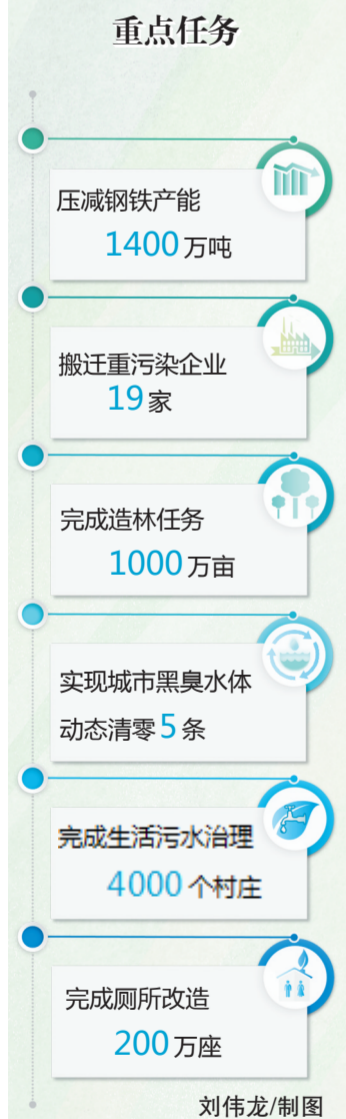 重点任务
压减钢铁产能
1400万吨
搬迁重污染企业
19家
完成造林任务
1000万亩
实现城市黑臭水体
动态清零5条
完成生活污水治理
4000个村庄
完成厕所改造
200万座
刘伟龙/制图